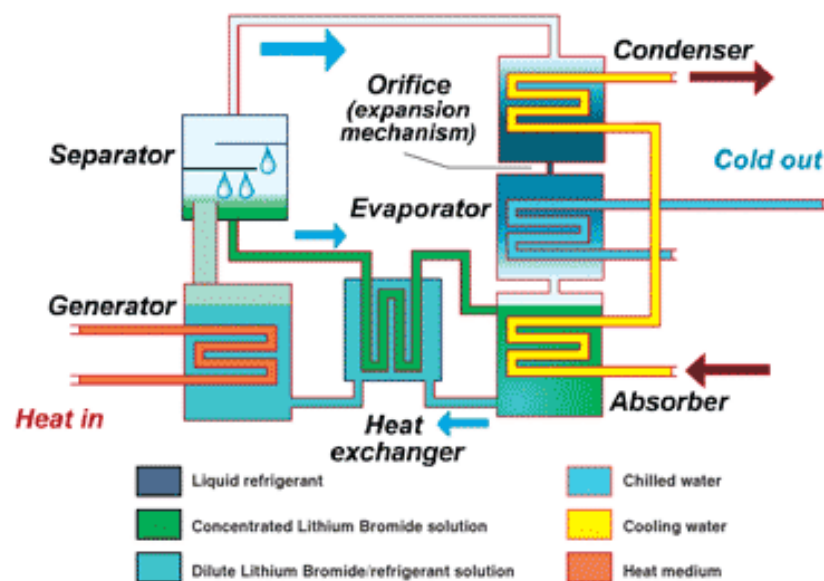 Condenser
Orifice
(expansion
mechanism)
Separator
Cold out
Evaporator
Generator
Heat in
Heat
exchanger
Absorber
Liquid refrigerant
Chilled water
Concentrated Lithium Bromide solution
Cooling water
Dilute Lithium Bromide/refrigerant solution
Heat medium